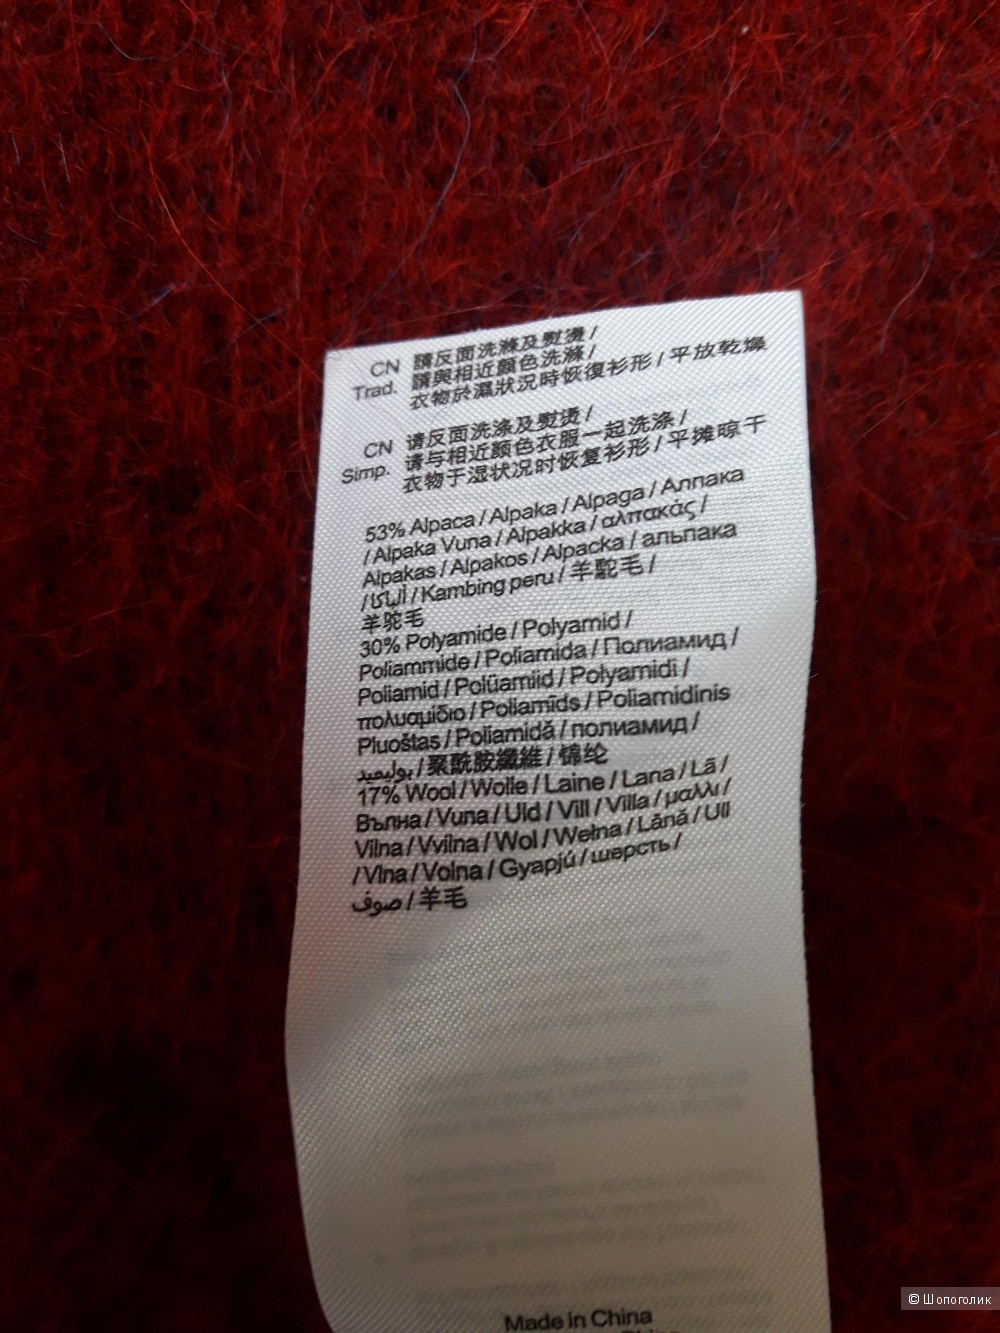 CN 請反面洗滌及熨燙 /
Trad. 請與相近顏色洗滌 /
衣物於濕狀況時恢復衫形 / 平放乾燥
CN 请反面洗涤及熨烫 /
Simp. 请与相近颜色衣服一起洗涤 /
衣物于湿状况时恢复衫形 / 平摊晾干
53% Alpaca / Alpaka / Alpaga / Алпака
/ Alpaka Vuna / Alpakka / αλπακάς /
Alpakas / Alpakos / Alpacka / альпака
/ ألباكا / Kambing peru / 羊駝毛 /
羊驼毛
30% Polyamide / Polyamid /
Poliammide / Poliamida / Полиамид /
Poliamid / Polüamiid / Polyamidi /
πολυαμίδιο / Poliamīds / Poliamidinis
Pluoštas / Poliamidă / полиамид /
بوليميد / 聚酰胺纖維 / 锦纶
17% Wool / Wolle / Laine / Lana / Lã /
Вълна / Vuna / Uld / Vill / Villa / μαλλι /
Vilna / Vvilna / Wol / Wełna / Lână / Ull
/ Vlna / Volna / Gyapjú / шерсть /
صوف / 羊毛
Made in China
© Шопоголик